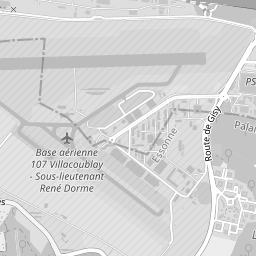 PS
Pala
Route de Gisy
Essonne
Base aérienne
107 Villacoublay
- Sous-lieutenant
René Dorme
es
L